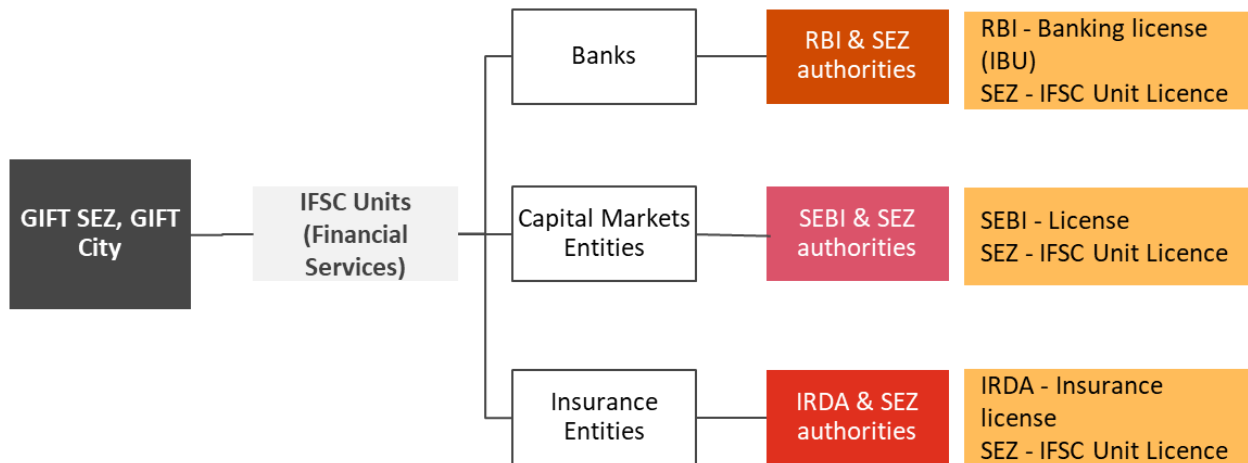 GIFT SEZ, GIFT
City
IFSC Units
(Financial
Services)
Banks
RBI & SEZ
authorities
RBI - Banking license
(IBU)
SEZ - IFSC Unit Licence
Capital Markets
Entities
SEBI & SEZ
authorities
SEBI - License
SEZ - IFSC Unit Licence
Insurance
Entities
IRDA & SEZ
authorities
IRDA - Insurance
license
SEZ - IFSC Unit Licence